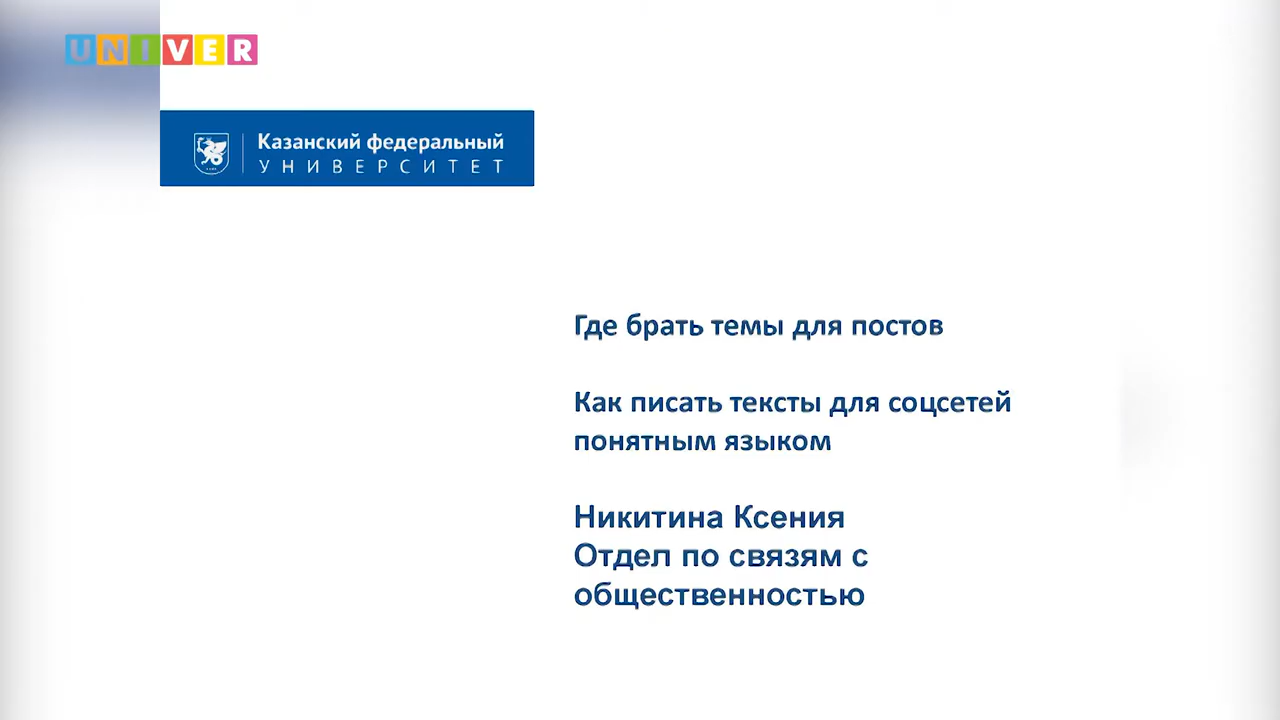 UNIVER
Казанский федеральный
УНИВЕРСИТЕТ
Где брать темы для постов
Как писать тексты для соцсетей
понятным языком
Никитина Ксения
Отдел по связям с
общественностью